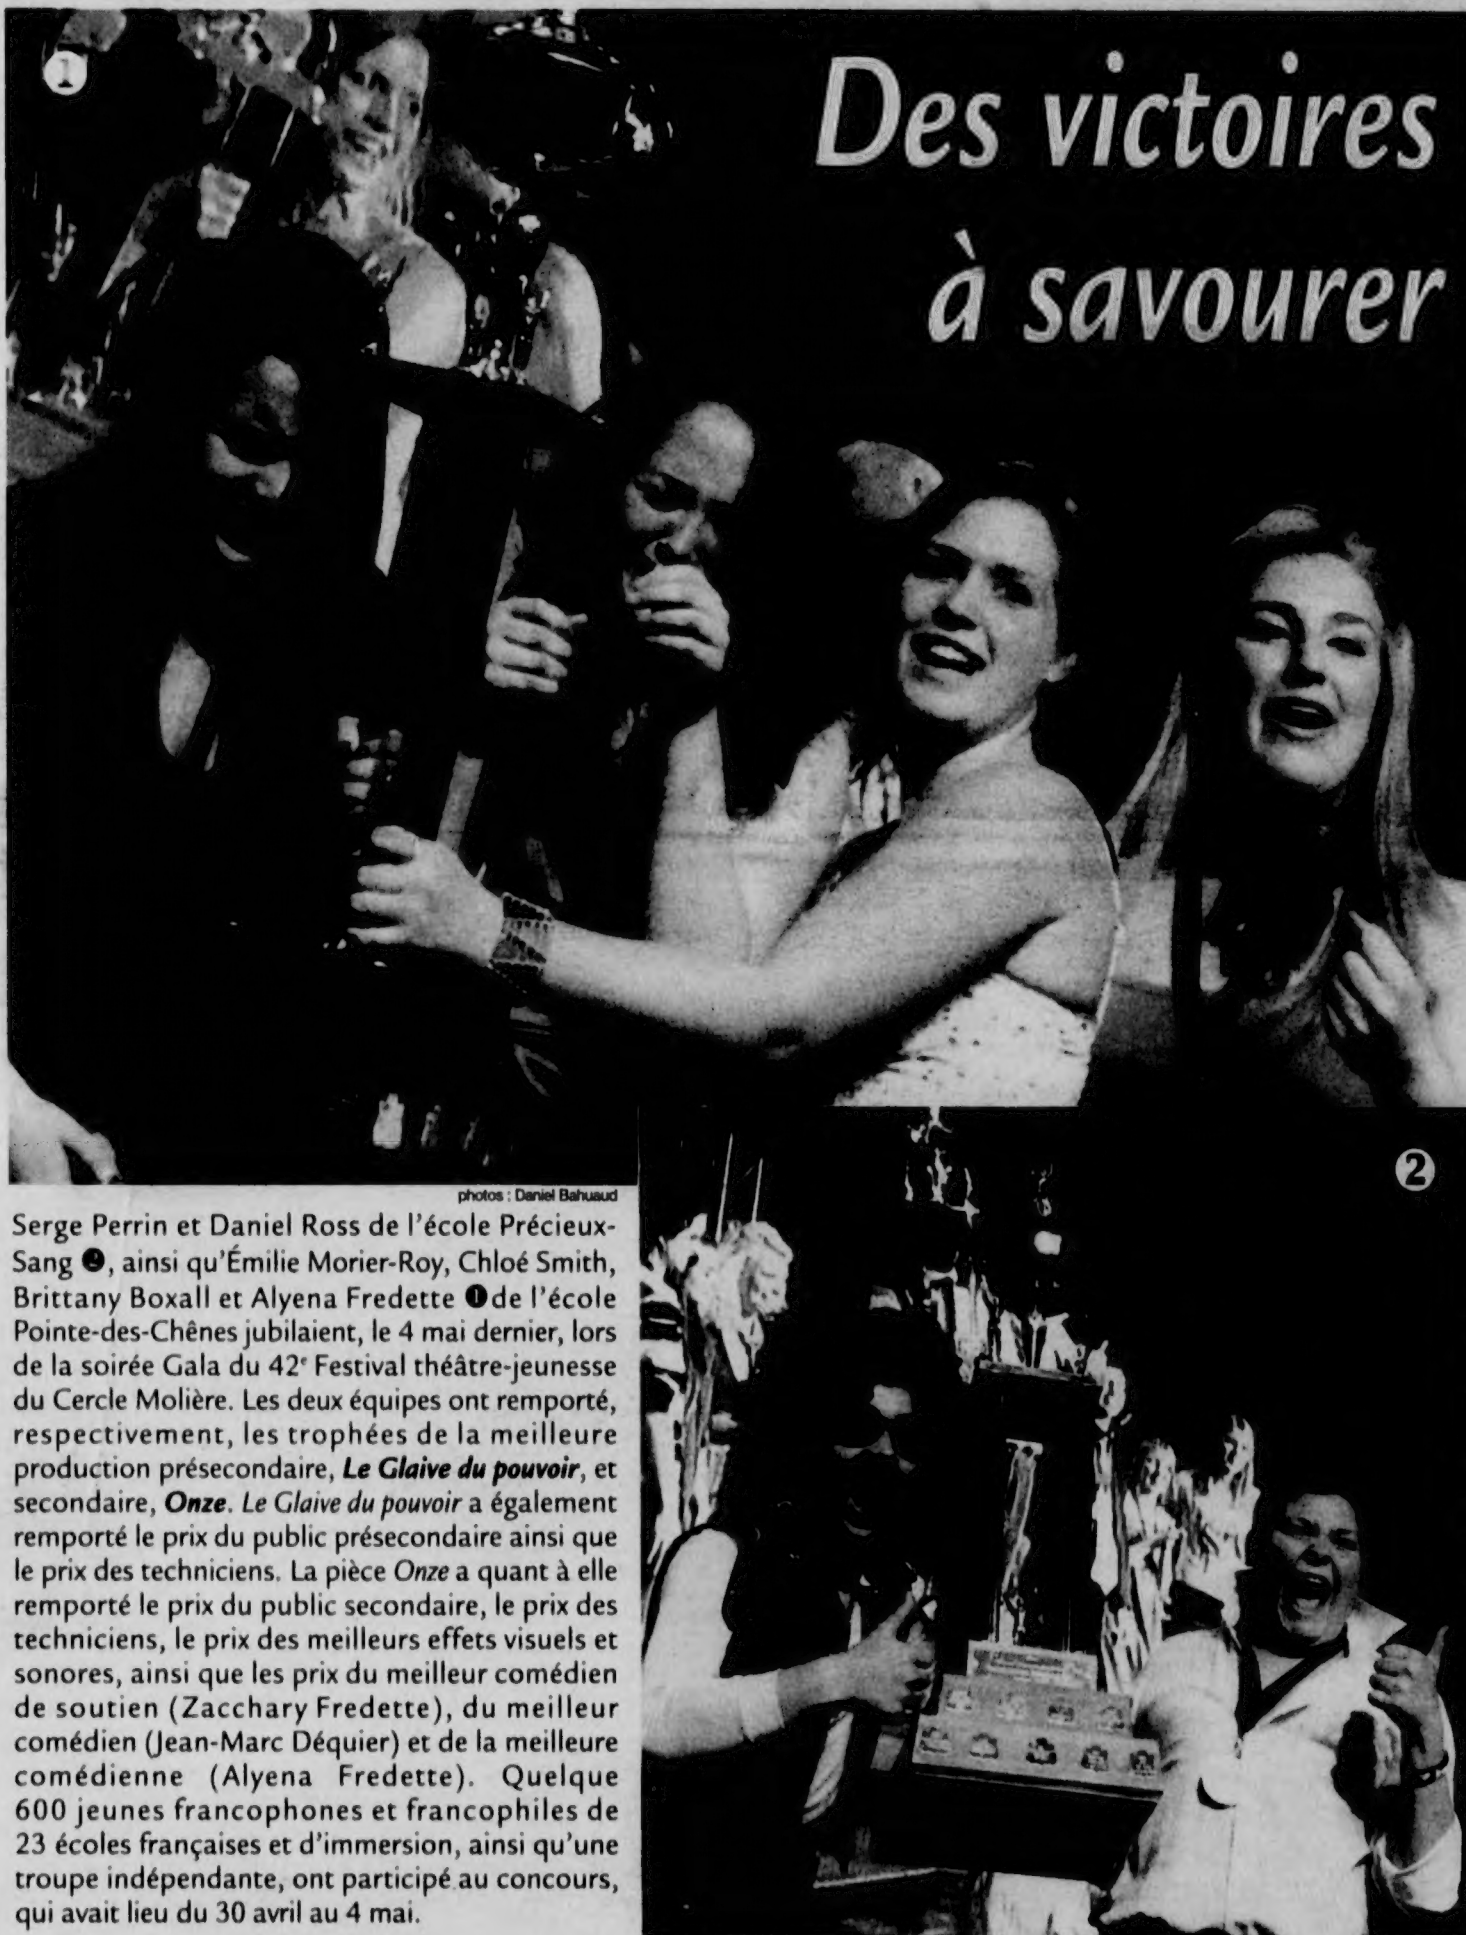 1
Des victoires
à savourer
2
photos : Daniel Bahuaud
Serge Perrin et Daniel Ross de l'école Précieux-
Sang ❷, ainsi qu'Émilie Morier-Roy, Chloé Smith,
Brittany Boxall et Alyena Fredette ❶ de l'école
Pointe-des-Chênes jubilaient, le 4 mai dernier, lors
de la soirée Gala du 42e Festival théâtre-jeunesse
du Cercle Molière. Les deux équipes ont remporté,
respectivement, les trophées de la meilleure
production présecondaire, Le Glaive du pouvoir, et
secondaire, Onze. Le Glaive du pouvoir a également
remporté le prix du public présecondaire ainsi que
le prix des techniciens. La pièce Onze a quant à elle
remporté le prix du public secondaire, le prix des
techniciens, le prix des meilleurs effets visuels et
sonores, ainsi que les prix du meilleur comédien
de soutien (Zacchary Fredette), du meilleur
comédien (Jean-Marc Déquier) et de la meilleure
comédienne (Alyena Fredette). Quelque
600 jeunes francophones et francophiles de
23 écoles françaises et d'immersion, ainsi qu'une
troupe indépendante, ont participé au concours,
qui avait lieu du 30 avril au 4 mai.